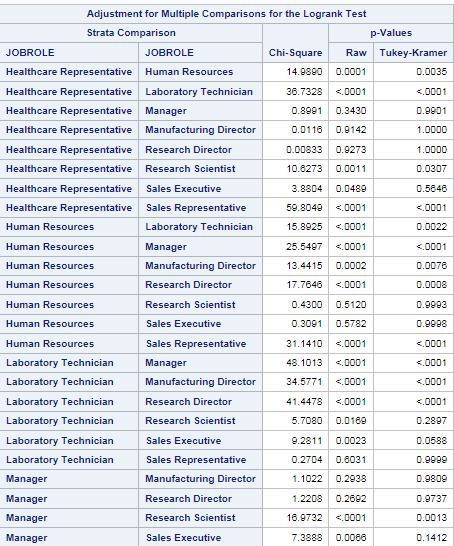 Adjustment for Multiple Comparisons for the Logrank Test
Strata Comparison p-Values
JOBROLE JOBROLE Chi-Square Raw Tukey-Kramer
Healthcare Representative Human Resources 14.9890 0.0001 0.0035
Healthcare Representative Laboratory Technician 36.7328 <.0001 <.0001
Healthcare Representative Manager 0.8991 0.3430 0.9901
Healthcare Representative Manufacturing Director 0.0116 0.9142 1.0000
Healthcare Representative Research Director 0.00833 0.9273 1.0000
Healthcare Representative Research Scientist 10.6273 0.0011 0.0307
Healthcare Representative Sales Executive 3.8804 0.0489 0.5646
Healthcare Representative Sales Representative 59.8049 <.0001 <.0001
Human Resources Laboratory Technician 15.8925 <.0001 0.0022
Human Resources Manager 25.5497 <.0001 <.0001
Human Resources Manufacturing Director 13.4415 0.0002 0.0076
Human Resources Research Director 17.7646 <.0001 0.0008
Human Resources Research Scientist 0.4300 0.5120 0.9993
Human Resources Sales Executive 0.3091 0.5782 0.9998
Human Resources Sales Representative 31.1410 <.0001 <.0001
Laboratory Technician Manager 48.1013 <.0001 <.0001
Laboratory Technician Manufacturing Director 34.5771 <.0001 <.0001
Laboratory Technician Research Director 41.4478 <.0001 <.0001
Laboratory Technician Research Scientist 5.7080 0.0169 0.2897
Laboratory Technician Sales Executive 9.2811 0.0023 0.0588
Laboratory Technician Sales Representative 0.2704 0.6031 0.9999
Manager Manufacturing Director 1.1022 0.2938 0.9809
Manager Research Director 1.2208 0.2692 0.9737
Manager Research Scientist 16.9732 <.0001 0.0013
Manager Sales Executive 7.3888 0.0066 0.1412